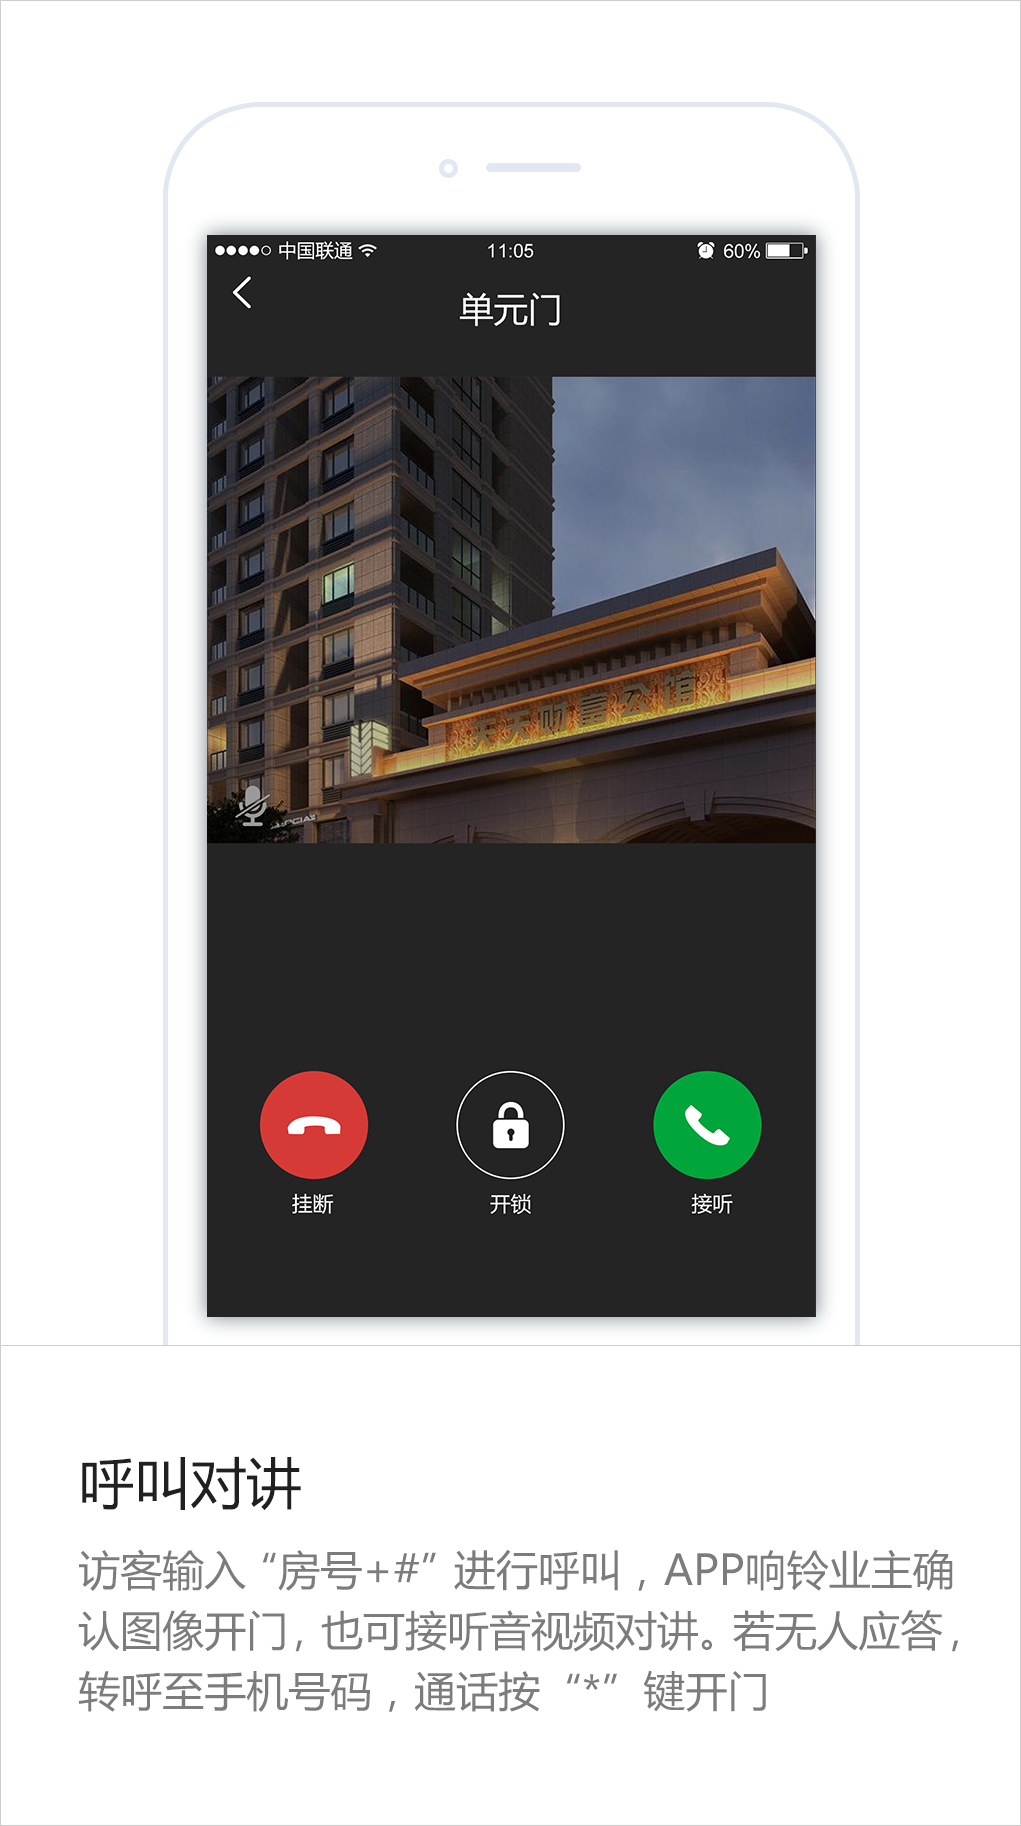 中国联通
11:05
60%
单元门
天天财富公馆
挂断
开锁
接听
呼叫对讲
访客输入“房号+#”进行呼叫，APP响铃业主确
认图像开门，也可接听音视频对讲。若无人应答，
转呼至手机号码，通话按“*”键开门